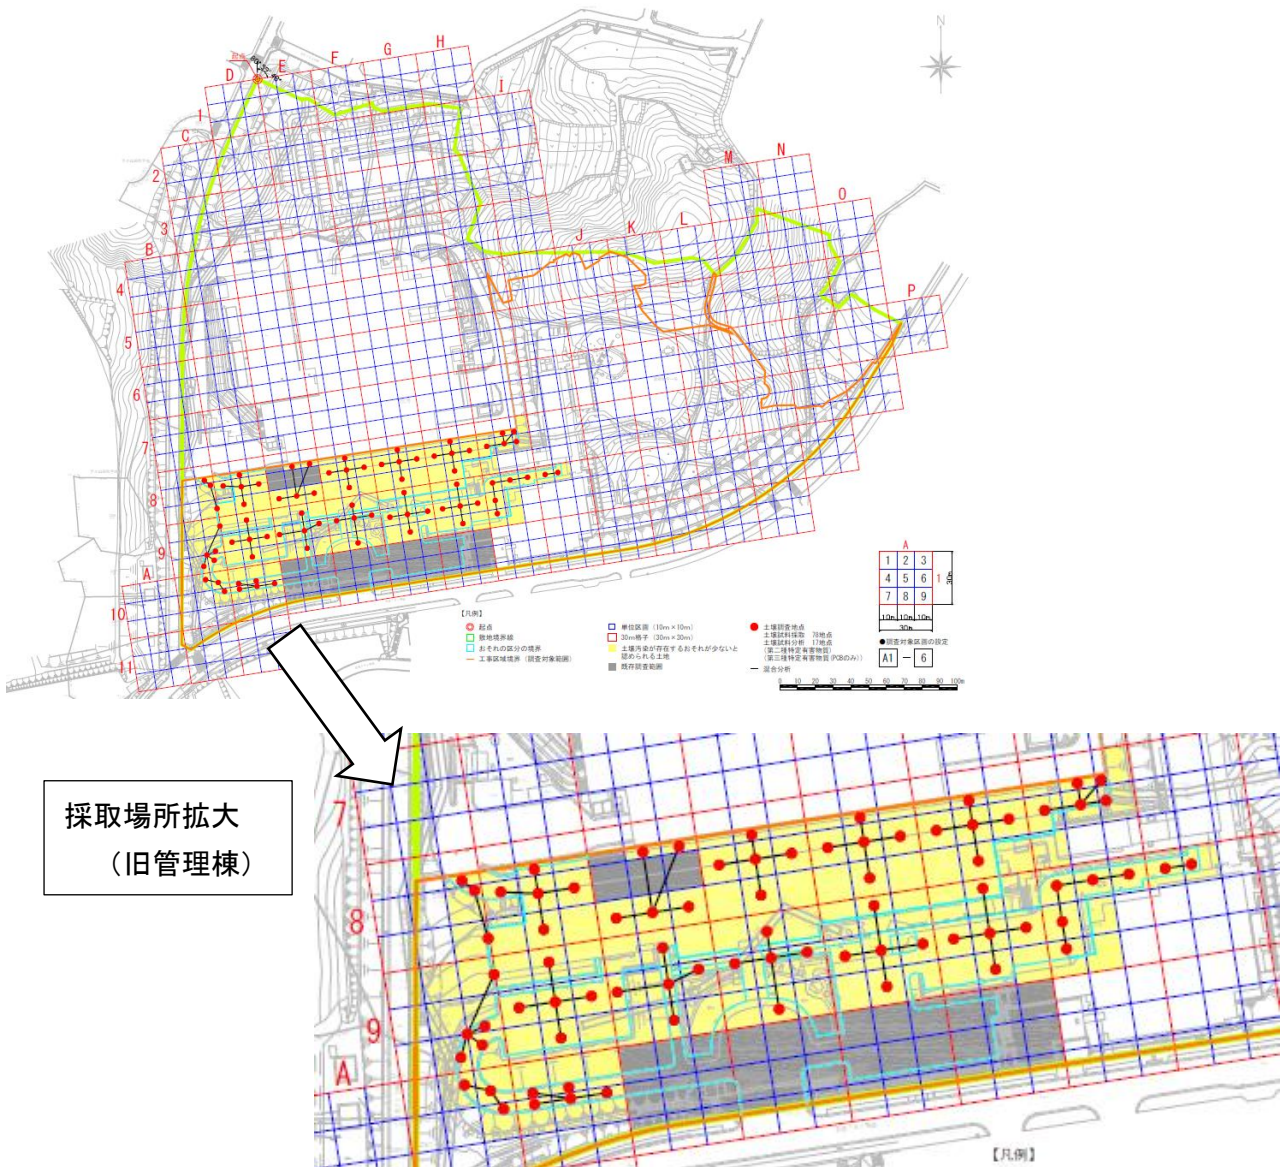 N
起点
D
E
F
G
H
I
1
C
2
3
B
4
5
6
7
8
9
A
10
11
J
K
L
M
N
O
P
A
1 2 3
4 5 6
7 8 9
1
30m
10m 10m 10m
30m
●調査対象区画の設定
A1 － 6
【凡例】
起点
敷地境界線
おそれの区分の境界
工事区域境界（調査対象範囲）
単位区画（10m×10m）
30m格子（30m×30m）
土壌汚染が存在するおそれが少ないと
認められる土地
既存調査範囲
土壌調査地点
土壌試料採取 78地点
土壌試料分析 17地点
（第二種特定有害物質）
（第三種特定有害物質(PCBのみ)）
混合分析
0 10 20 30 40 50 60 70 80 90 100m
採取場所拡大
（旧管理棟）
7
8
9
A
【凡例】